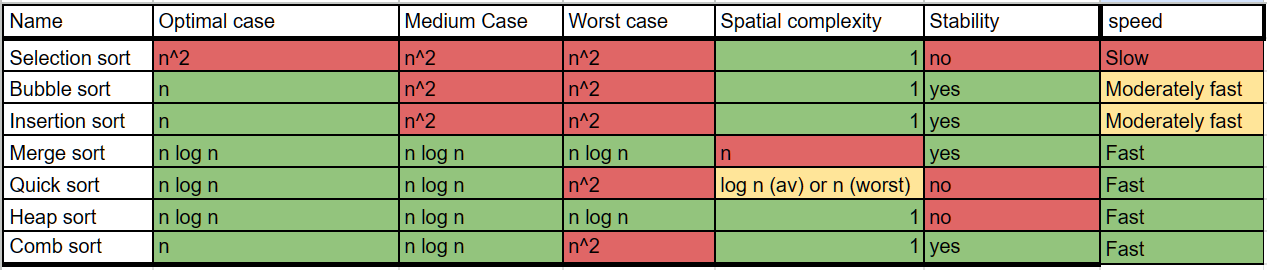 Name Optimal case Medium Case Worst case Spatial complexity Stability speed
Selection sort n^2 n^2 n^2 1 no Slow
Bubble sort n n^2 n^2 1 yes Moderately fast
Insertion sort n n^2 n^2 1 yes Moderately fast
Merge sort n log n n log n n log n n yes Fast
Quick sort n log n n log n n^2 log n (av) or n (worst) no Fast
Heap sort n log n n log n n log n 1 no Fast
Comb sort n n log n n^2 1 yes Fast